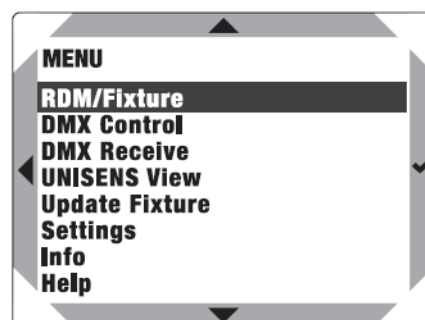 MENU
RDM/Fixture
DMX Control
DMX Receive
UNISENS View
Update Fixture
Settings
Info
Help